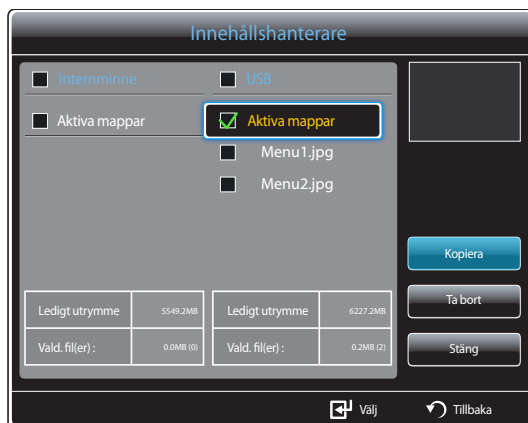 Innehållshanterare
Internminne
USB
Aktiva mappar
Aktiva mappar
Menu1.jpg
Menu2.jpg
Kopiera
Ledigt utrymme 5549.2MB
Ledigt utrymme 6227.2MB
Ta bort
Vald. fil(er) : 0.0MB (0)
Vald. fil(er) : 0.2MB (2)
Stäng
Välj
Tillbaka